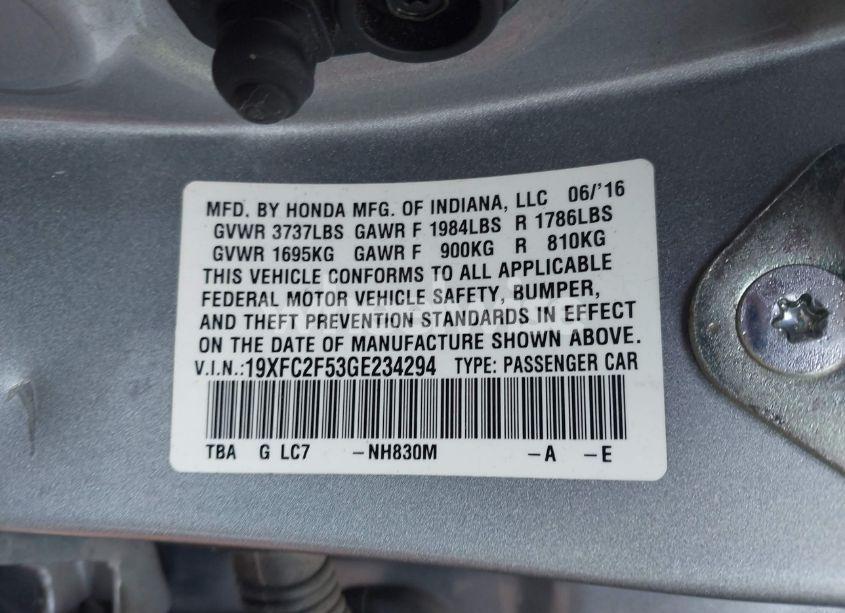 MFD. BY HONDA MFG. OF INDIANA, LLC 06/'16
GVWR 3737LBS GAWR F 1984LBS R 1786LBS
GVWR 1695KG GAWR F 900KG R 810KG
THIS VEHICLE CONFORMS TO ALL APPLICABLE
FEDERAL MOTOR VEHICLE SAFETY, BUMPER,
AND THEFT PREVENTION STANDARDS IN EFFECT
ON THE DATE OF MANUFACTURE SHOWN ABOVE.
V.I.N.:19XFC2F53GE234294 TYPE: PASSENGER CAR
TBA G LC7 -NH830M -A -E